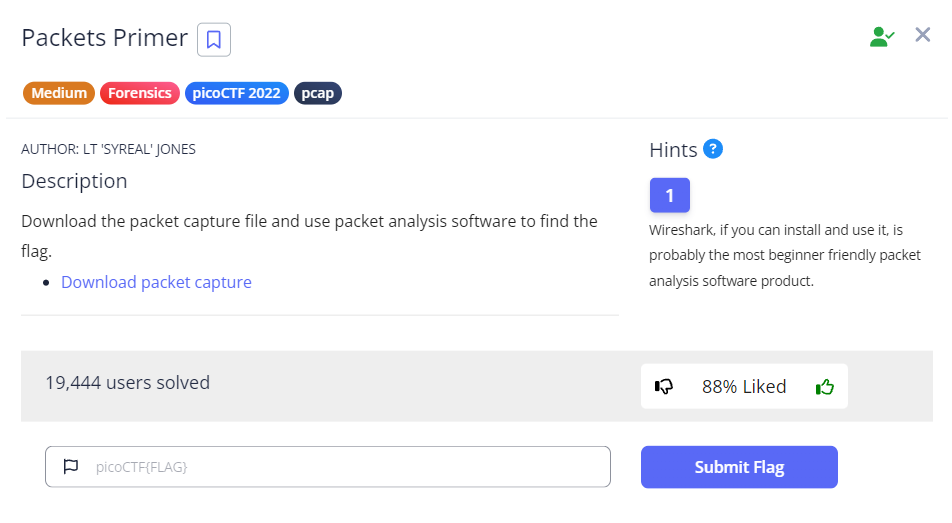 Packets Primer
Medium Forensics picoCTF 2022 pcap
AUTHOR: LT 'SYREAL' JONES
Description
Download the packet capture file and use packet analysis software to find the
flag.
Download packet capture
Hints ?
1
Wireshark, if you can install and use it, is
probably the most beginner friendly packet
analysis software product.
19,444 users solved
88% Liked
picoCTF{FLAG}
Submit Flag